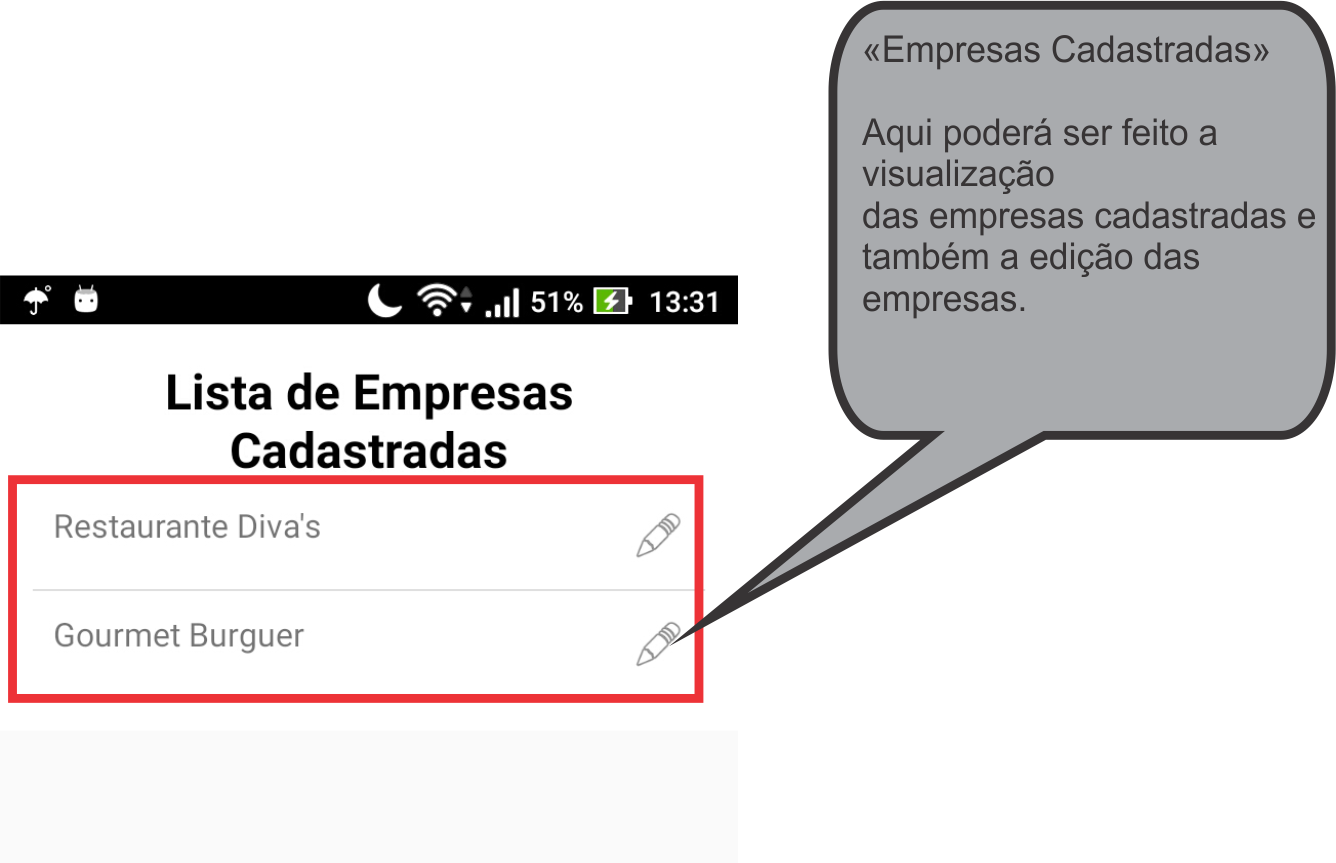 «Empresas Cadastradas»
Aqui poderá ser feito a
visualização
das empresas cadastradas e
também a edição das
empresas.
51% 13:31
Lista de Empresas
Cadastradas
Restaurante Diva's
Gourmet Burguer